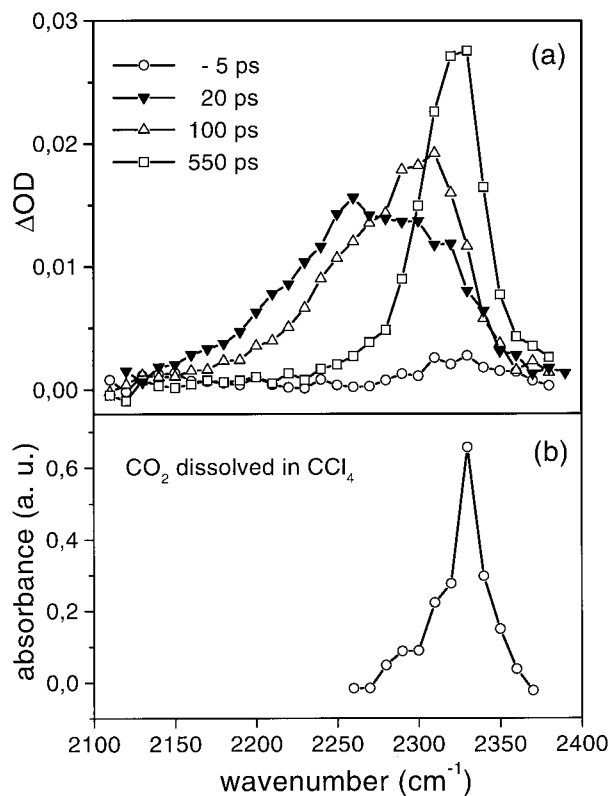 0,03
(a)
- 5 ps
20 ps
100 ps
550 ps
0,02
ΔOD
0,01
0,00
(b)
CO₂ dissolved in CCl₄
0,6
0,4
0,2
0,0
absorbance (a. u.)
2100 2150 2200 2250 2300 2350 2400
wavenumber (cm⁻¹)